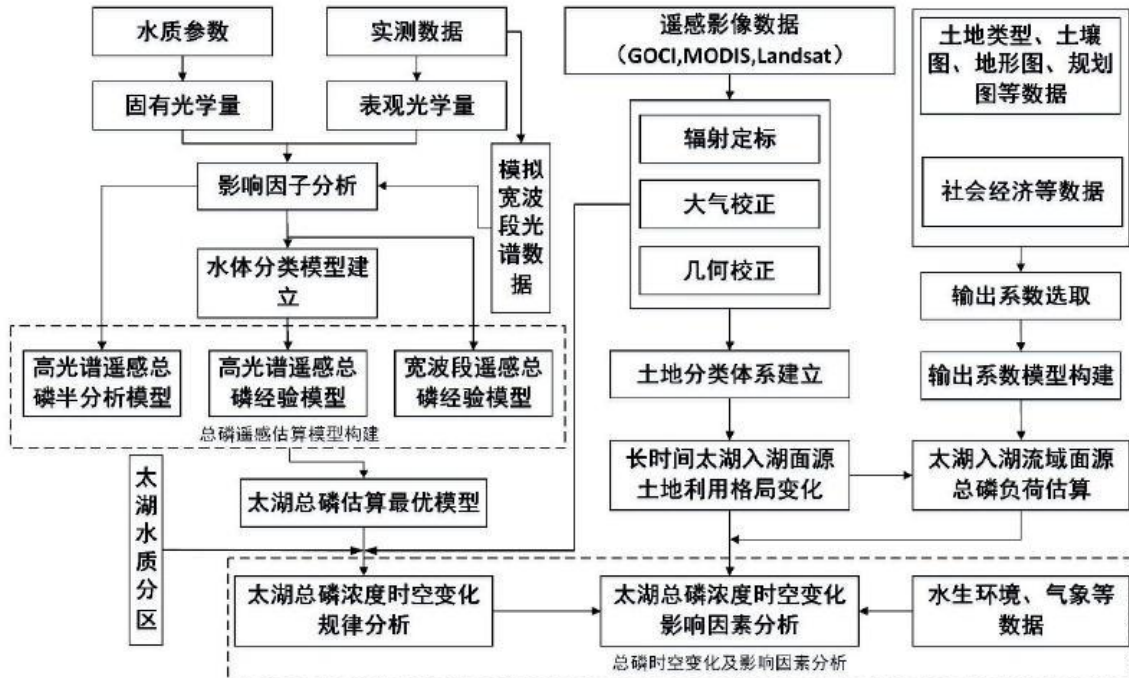 水质参数
实测数据
遥感影像数据
（GOCI,MODIS,Landsat）
土地类型、土壤
图、地形图、规划
图等数据
固有光学量
表观光学量
辐射定标
模拟
宽波
段光
谱数
据
影响因子分析
大气校正
社会经济等数据
水体分类模型建
立
几何校正
输出系数选取
高光谱遥感总
磷半分析模型
高光谱遥感总
磷经验模型
宽波段遥感总
磷经验模型
总磷遥感估算模型构建
土地分类体系建立
输出系数模型构建
太
湖
水
质
分
区
太湖总磷估算最优模型
长时间太湖入湖面源
土地利用格局变化
太湖入湖流域面源
总磷负荷估算
太湖总磷浓度时空变化
规律分析
太湖总磷浓度时空变化
影响因素分析
水生环境、气象等
数据
总磷时空变化及影响因素分析